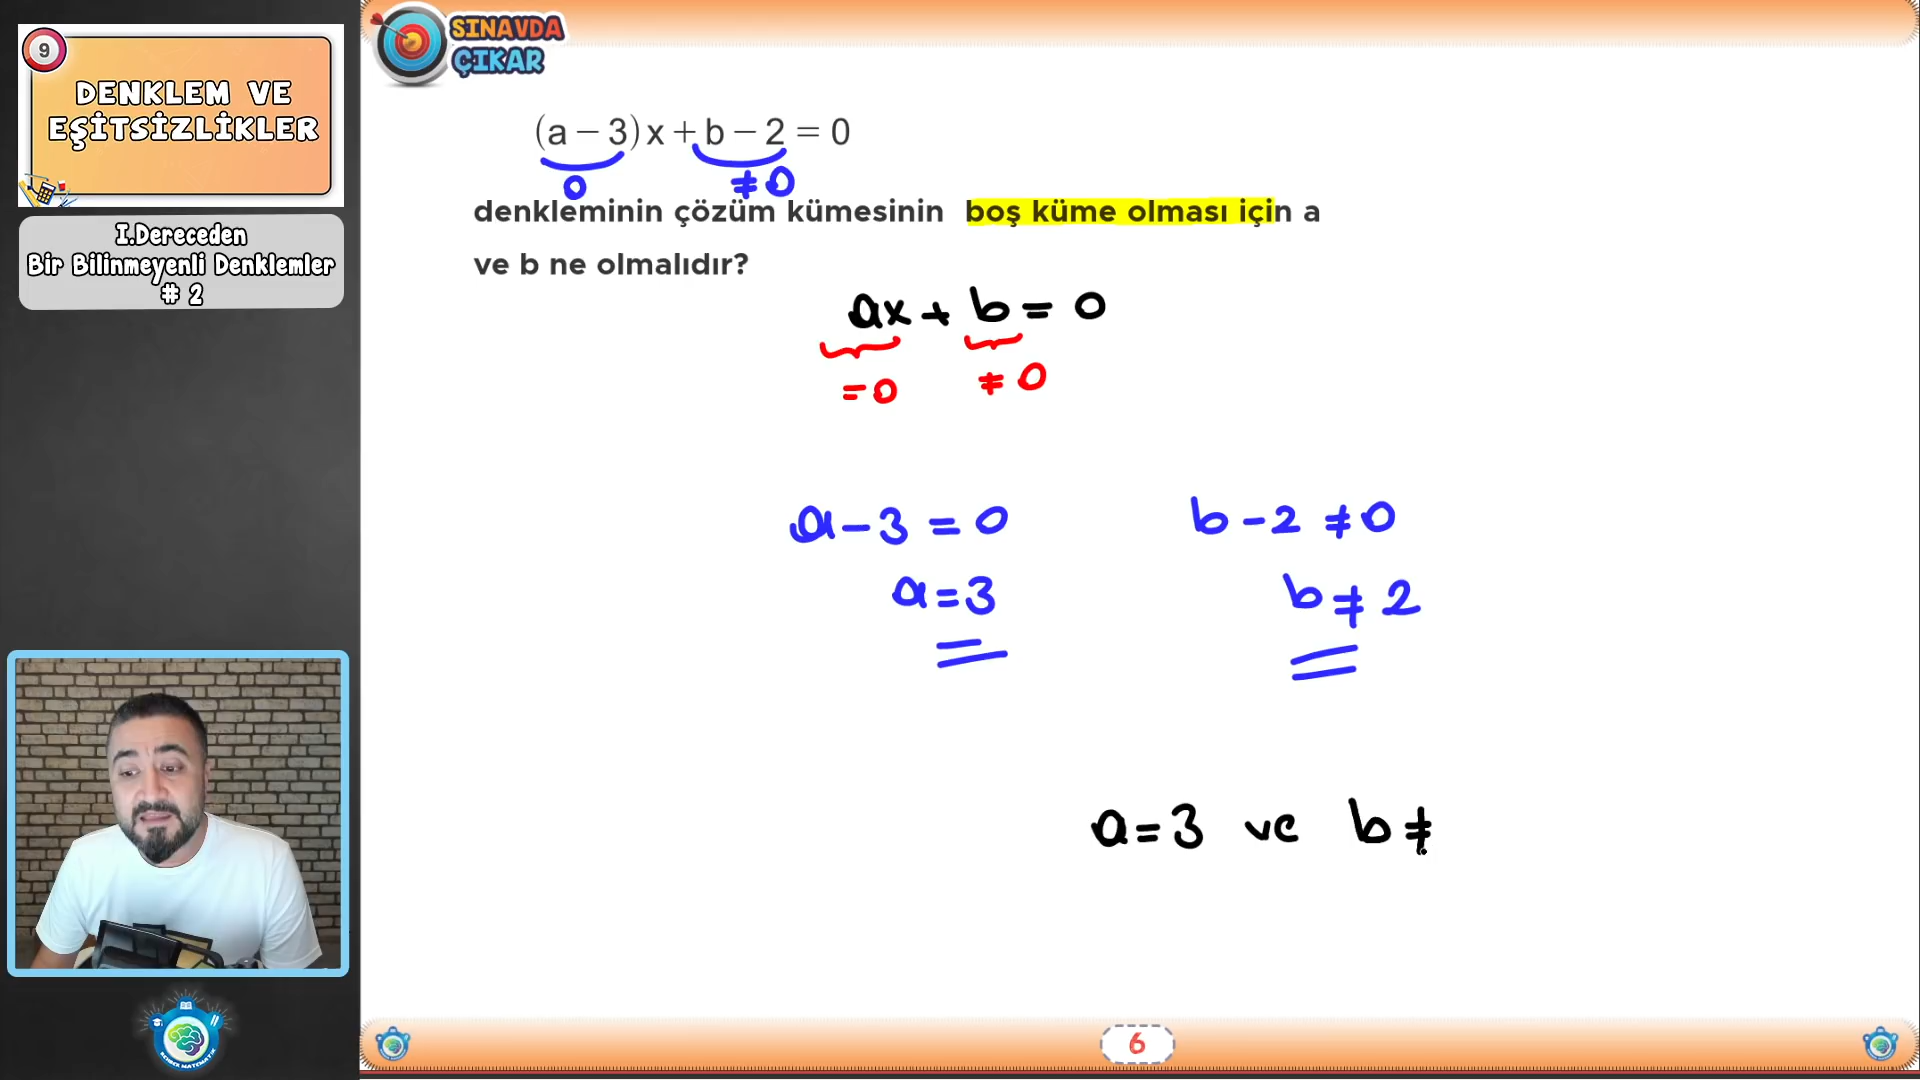 9
DENKLEM VE
EŞİTSİZLİKLER
I.Dereceden
Bir Bilinmeyenli Denklemler
# 2
SINAVDA
ÇIKAR
(a − 3)x + b − 2 = 0
0 ≠0
denkleminin çözüm kümesinin boş küme olması için a
ve b ne olmalıdır?
ax + b = 0
=0 ≠0
a − 3 = 0 b − 2 ≠ 0
a = 3 b ≠ 2
a = 3 ve b ≠
REHBER MATEMATİK
6